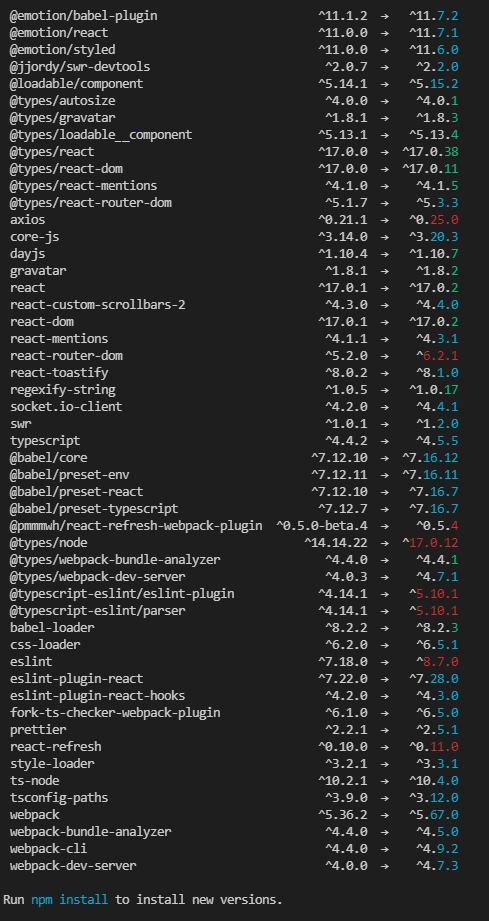 @emotion/babel-plugin ^11.1.2 → ^11.7.2
@emotion/react ^11.0.0 → ^11.7.1
@emotion/styled ^11.0.0 → ^11.6.0
@jjordy/swr-devtools ^2.0.7 → ^2.2.0
@loadable/component ^5.14.1 → ^5.15.2
@types/autosize ^4.0.0 → ^4.0.1
@types/gravatar ^1.8.1 → ^1.8.3
@types/loadable__component ^5.13.1 → ^5.13.4
@types/react ^17.0.0 → ^17.0.38
@types/react-dom ^17.0.0 → ^17.0.11
@types/react-mentions ^4.1.0 → ^4.1.5
@types/react-router-dom ^5.1.7 → ^5.3.3
axios ^0.21.1 → ^0.25.0
core-js ^3.14.0 → ^3.20.3
dayjs ^1.10.4 → ^1.10.7
gravatar ^1.8.1 → ^1.8.2
react ^17.0.1 → ^17.0.2
react-custom-scrollbars-2 ^4.3.0 → ^4.4.0
react-dom ^17.0.1 → ^17.0.2
react-mentions ^4.1.1 → ^4.3.1
react-router-dom ^5.2.0 → ^6.2.1
react-toastify ^8.0.2 → ^8.1.0
regexify-string ^1.0.5 → ^1.0.17
socket.io-client ^4.2.0 → ^4.4.1
swr ^1.0.1 → ^1.2.0
typescript ^4.4.2 → ^4.5.5
@babel/core ^7.12.10 → ^7.16.12
@babel/preset-env ^7.12.11 → ^7.16.11
@babel/preset-react ^7.12.10 → ^7.16.7
@babel/preset-typescript ^7.12.7 → ^7.16.7
@pmmmwh/react-refresh-webpack-plugin ^0.5.0-beta.4 → ^0.5.4
@types/node ^14.14.22 → ^17.0.12
@types/webpack-bundle-analyzer ^4.4.0 → ^4.4.1
@types/webpack-dev-server ^4.0.3 → ^4.7.1
@typescript-eslint/eslint-plugin ^4.14.1 → ^5.10.1
@typescript-eslint/parser ^4.14.1 → ^5.10.1
babel-loader ^8.2.2 → ^8.2.3
css-loader ^6.2.0 → ^6.5.1
eslint ^7.18.0 → ^8.7.0
eslint-plugin-react ^7.22.0 → ^7.28.0
eslint-plugin-react-hooks ^4.2.0 → ^4.3.0
fork-ts-checker-webpack-plugin ^6.1.0 → ^6.5.0
prettier ^2.2.1 → ^2.5.1
react-refresh ^0.10.0 → ^0.11.0
style-loader ^3.2.1 → ^3.3.1
ts-node ^10.2.1 → ^10.4.0
tsconfig-paths ^3.9.0 → ^3.12.0
webpack ^5.36.2 → ^5.67.0
webpack-bundle-analyzer ^4.4.0 → ^4.5.0
webpack-cli ^4.4.0 → ^4.9.2
webpack-dev-server ^4.0.0 → ^4.7.3
Run npm install to install new versions.